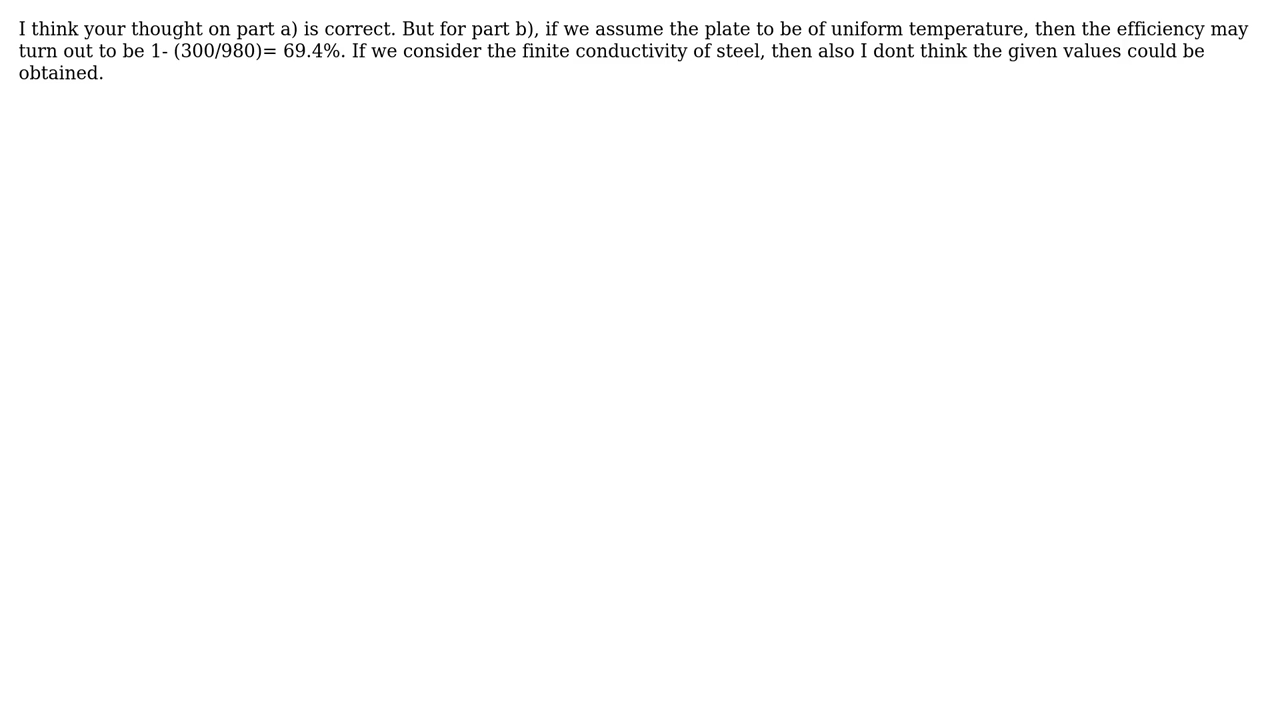 I think your thought on part a) is correct. But for part b), if we assume the plate to be of uniform temperature, then the efficiency may
turn out to be 1- (300/980)= 69.4%. If we consider the finite conductivity of steel, then also I dont think the given values could be
obtained.